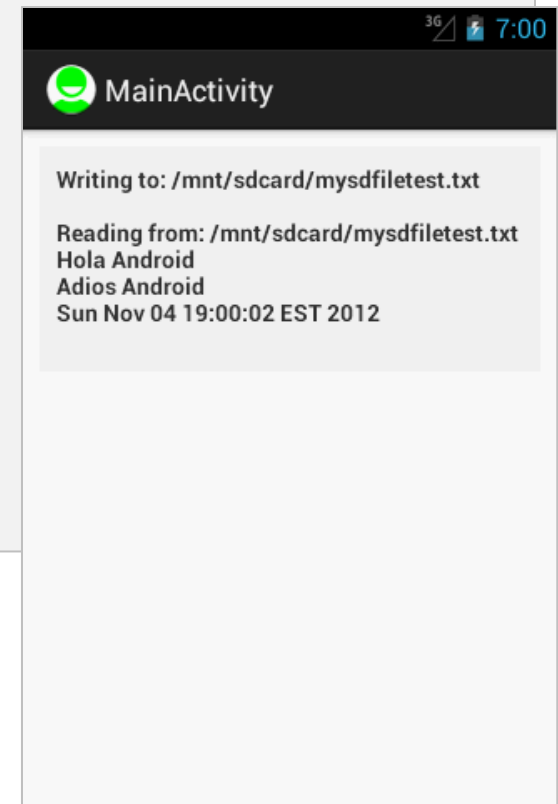 3G 7:00
MainActivity
Writing to: /mnt/sdcard/mysdfiletest.txt
Reading from: /mnt/sdcard/mysdfiletest.txt
Hola Android
Adios Android
Sun Nov 04 19:00:02 EST 2012